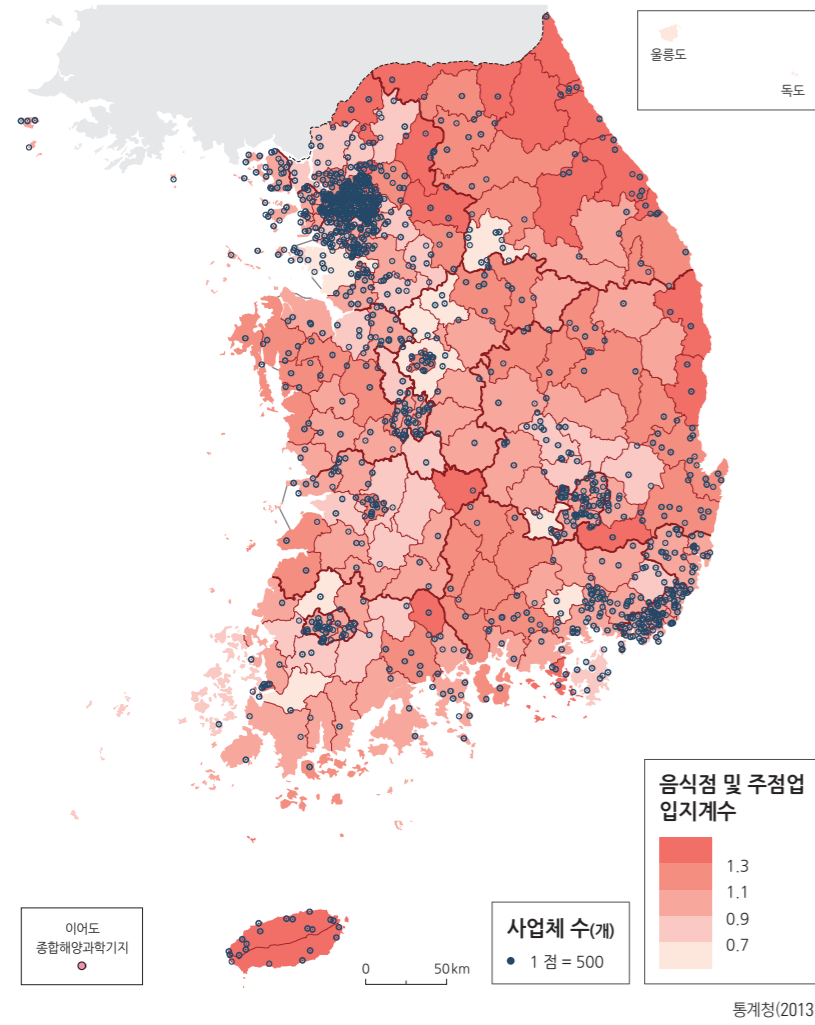 울릉도
독도
음식점 및 주점업
입지계수
1.3
1.1
0.9
0.7
사업체 수(개)
1 점 = 500
이어도
종합해양과학기지
0 50km
통계청(2013